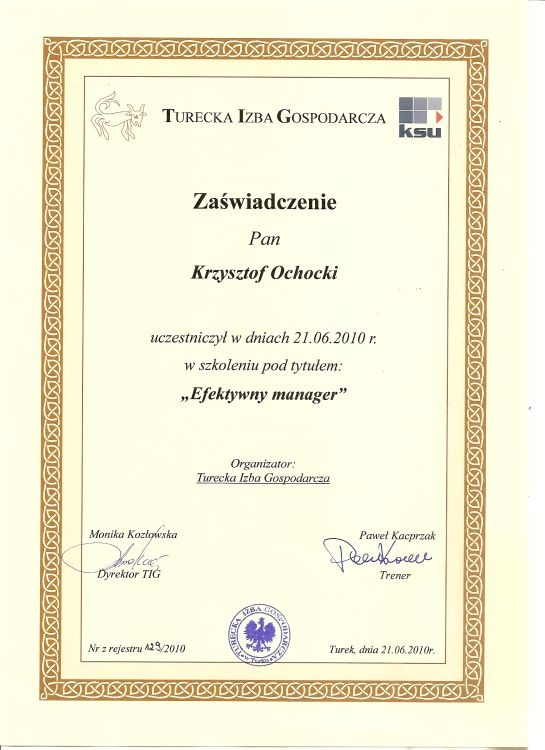 TURECKA IZBA GOSPODARCZA
ksu
Zaświadczenie
Pan
Krzysztof Ochocki
uczestniczył w dniach 21.06.2010 r.
w szkoleniu pod tytułem:
„Efektywny manager”
Organizator:
Turecka Izba Gospodarcza
Monika Kozłowska
Dyrektor TIG
Paweł Kacprzak
Trener
TURECKA IZBA GOSPODARCZA
w Turku
Nr z rejestru 129/2010
Turek, dnia 21.06.2010r.